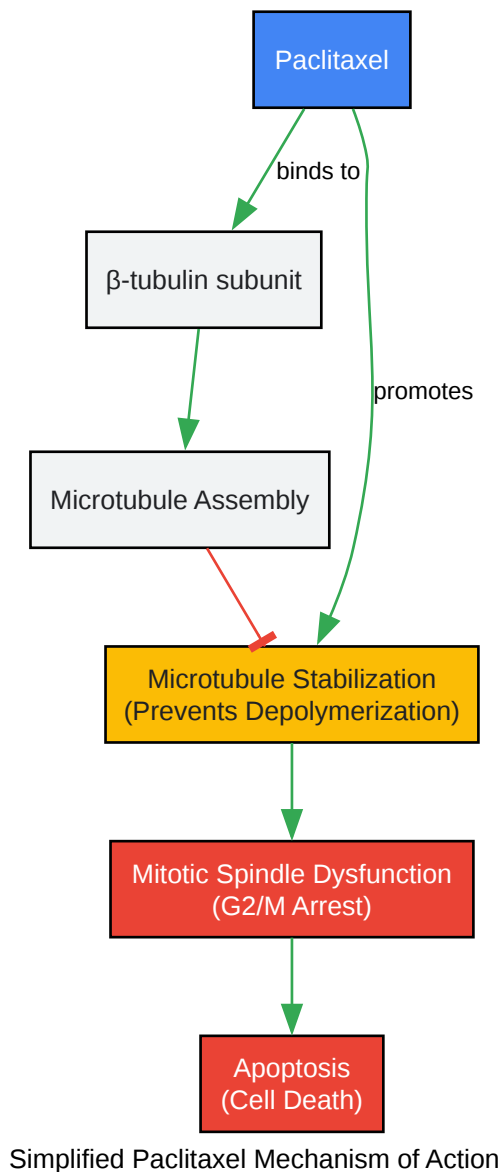 Paclitaxel
binds to
β-tubulin subunit
promotes
Microtubule Assembly
Microtubule Stabilization
(Prevents Depolymerization)
Mitotic Spindle Dysfunction
(G2/M Arrest)
Apoptosis
(Cell Death)
Simplified Paclitaxel Mechanism of Action